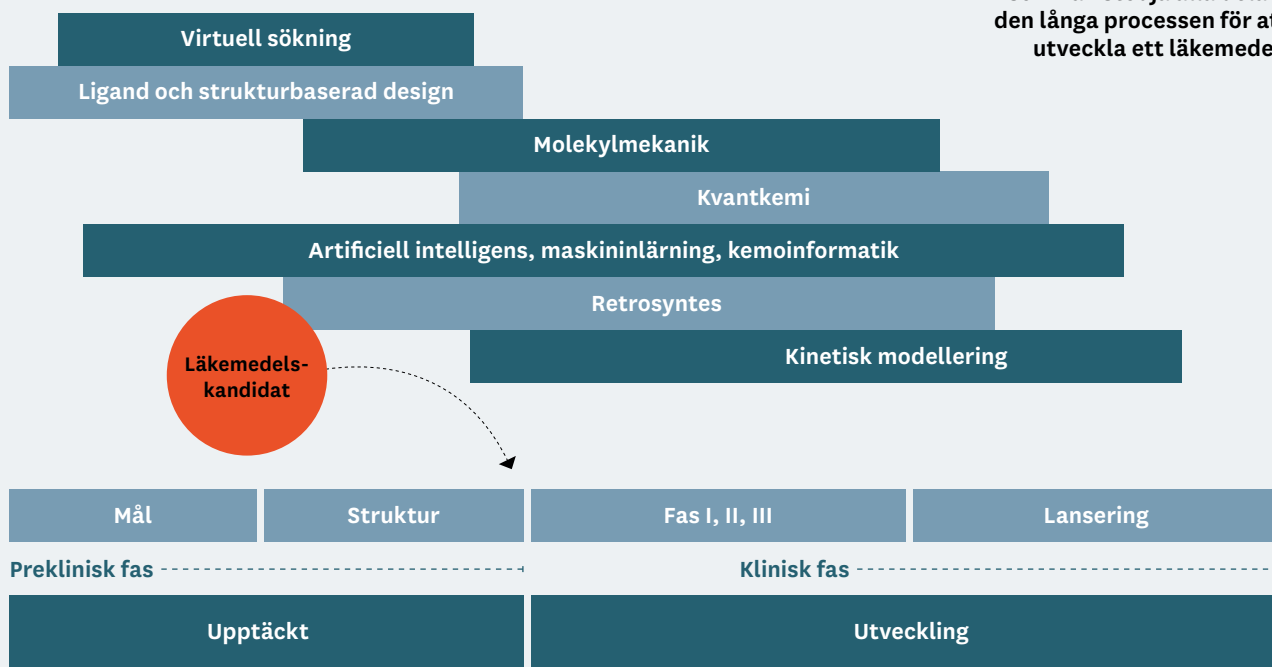 den långa processen för at
utveckla ett läkemede
Virtuell sökning
Ligand och strukturbaserad design
Molekylmekanik
Kvantkemi
Artificiell intelligens, maskininlärning, kemoinformatik
Retrosyntes
Kinetisk modellering
Läkemedels-
kandidat
Mål
Struktur
Fas I, II, III
Lansering
Preklinisk fas
Klinisk fas
Upptäckt
Utveckling